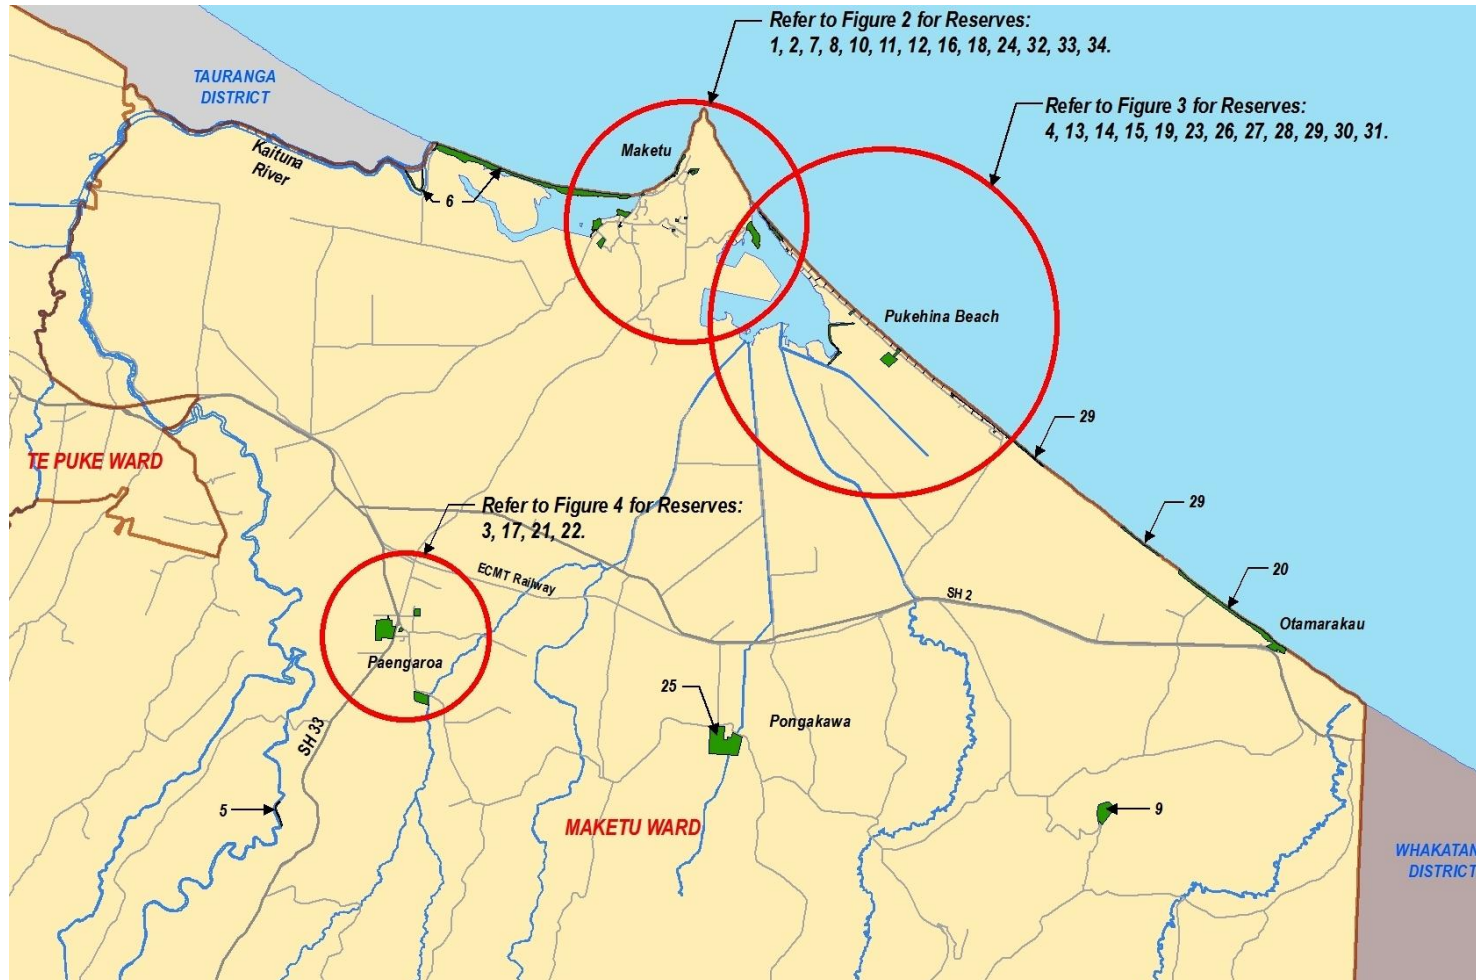 Refer to Figure 2 for Reserves:
1, 2, 7, 8, 10, 11, 12, 16, 18, 24, 32, 33, 34.
TAURANGA
DISTRICT
Refer to Figure 3 for Reserves:
4, 13, 14, 15, 19, 23, 26, 27, 28, 29, 30, 31.
Kaituna
River
Maketu
6
Pukehina Beach
29
TE PUKE WARD
Refer to Figure 4 for Reserves:
3, 17, 21, 22.
29
ECMT Railway
20
SH 2
Otamarakau
Paengaroa
25
Pongakawa
SH 33
5
9
MAKETU WARD
WHAKATAN
DISTRICT